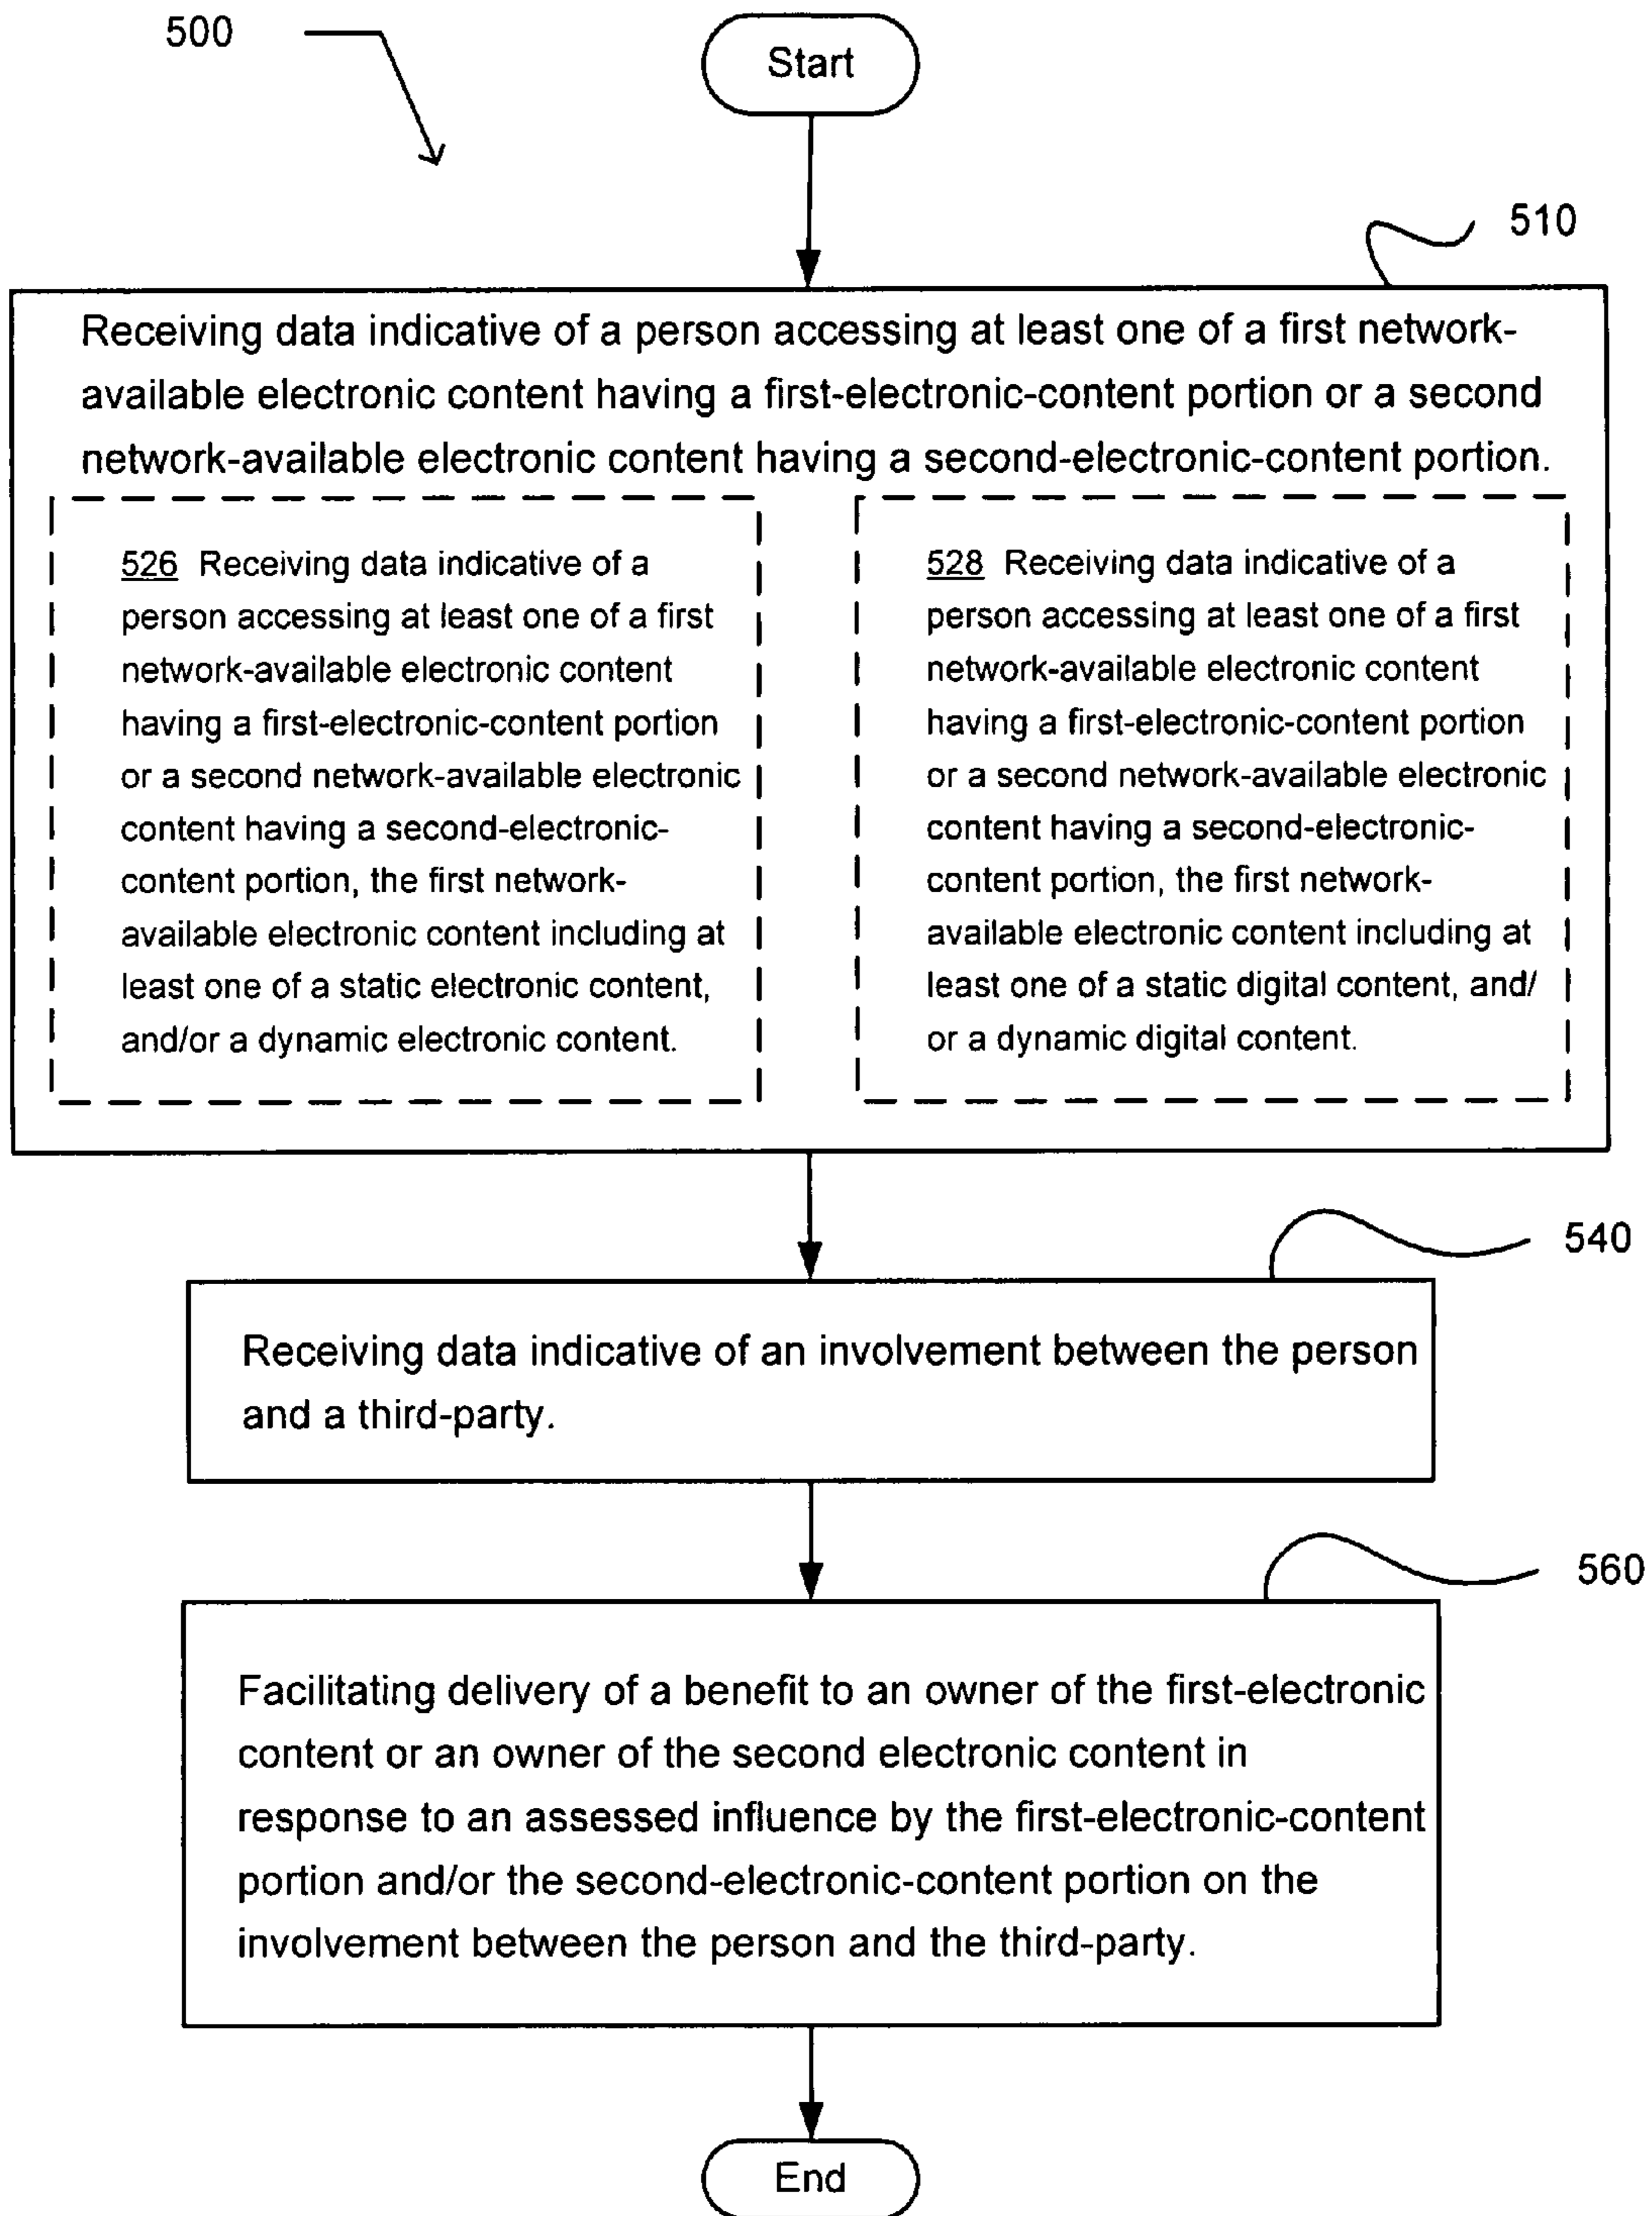 500
Start
510
Receiving data indicative of a person accessing at least one of a first network-
available electronic content having a first-electronic-content portion or a second
network-available electronic content having a second-electronic-content portion.
526 Receiving data indicative of a
person accessing at least one of a first
network-available electronic content
having a first-electronic-content portion
or a second network-available electronic
content having a second-electronic-
content portion, the first network-
available electronic content including at
least one of a static electronic content,
and/or a dynamic electronic content.
528 Receiving data indicative of a
person accessing at least one of a first
network-available electronic content
having a first-electronic-content portion
or a second network-available electronic
content having a second-electronic-
content portion, the first network-
available electronic content including at
least one of a static digital content, and/
or a dynamic digital content.
540
Receiving data indicative of an involvement between the person
and a third-party.
560
Facilitating delivery of a benefit to an owner of the first-electronic
content or an owner of the second electronic content in
response to an assessed influence by the first-electronic-content
portion and/or the second-electronic-content portion on the
involvement between the person and the third-party.
End